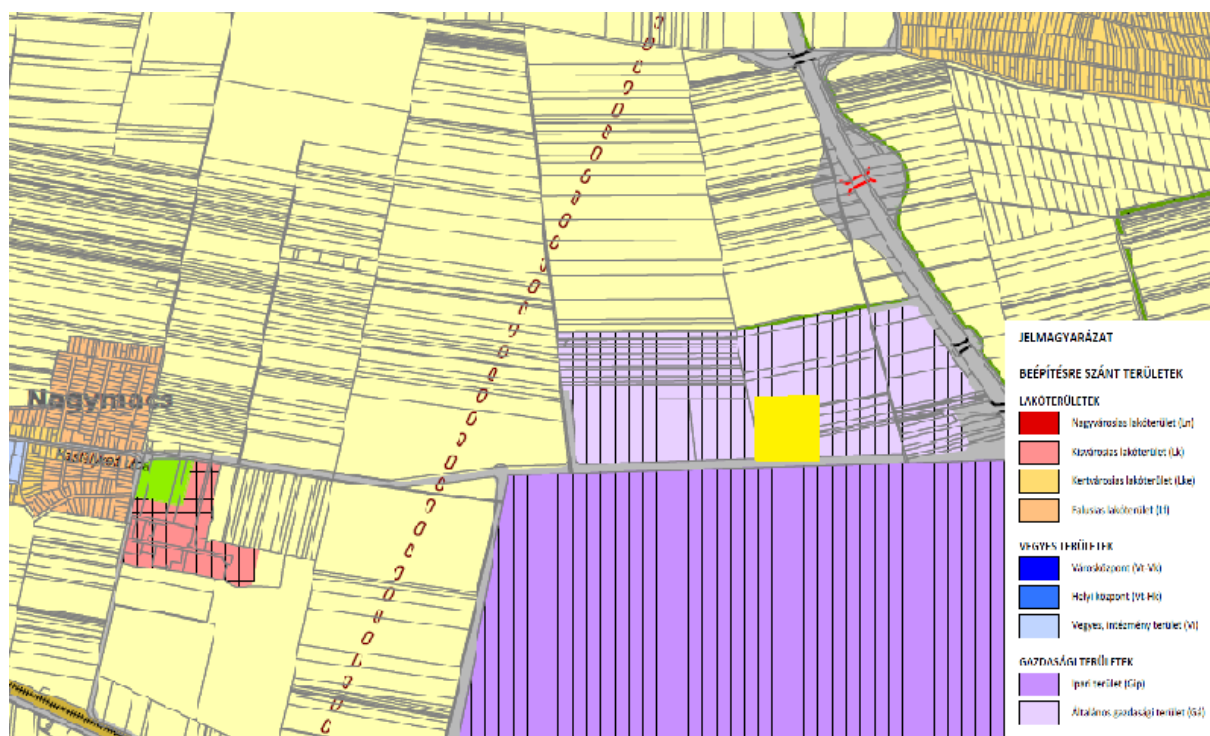 Nagymacs
JELMAGYARÁZAT
BEÉPÍTÉSRE SZÁNT TERÜLETEK
LAKÓTERÜLETEK
Nagyvárosias lakóterület (Ln)
Kisvárosias lakóterület (Lk)
Kertvárosias lakóterület (Lke)
Falusias lakóterület (Lf)
VEGYES TERÜLETEK
Városközpont (Vt-Vk)
Helyi központ (Vt-Hk)
Vegyes, intézmény terület (Vi)
GAZDASÁGI TERÜLETEK
Ipari terület (Gip)
Általános gazdasági terület (Gá)